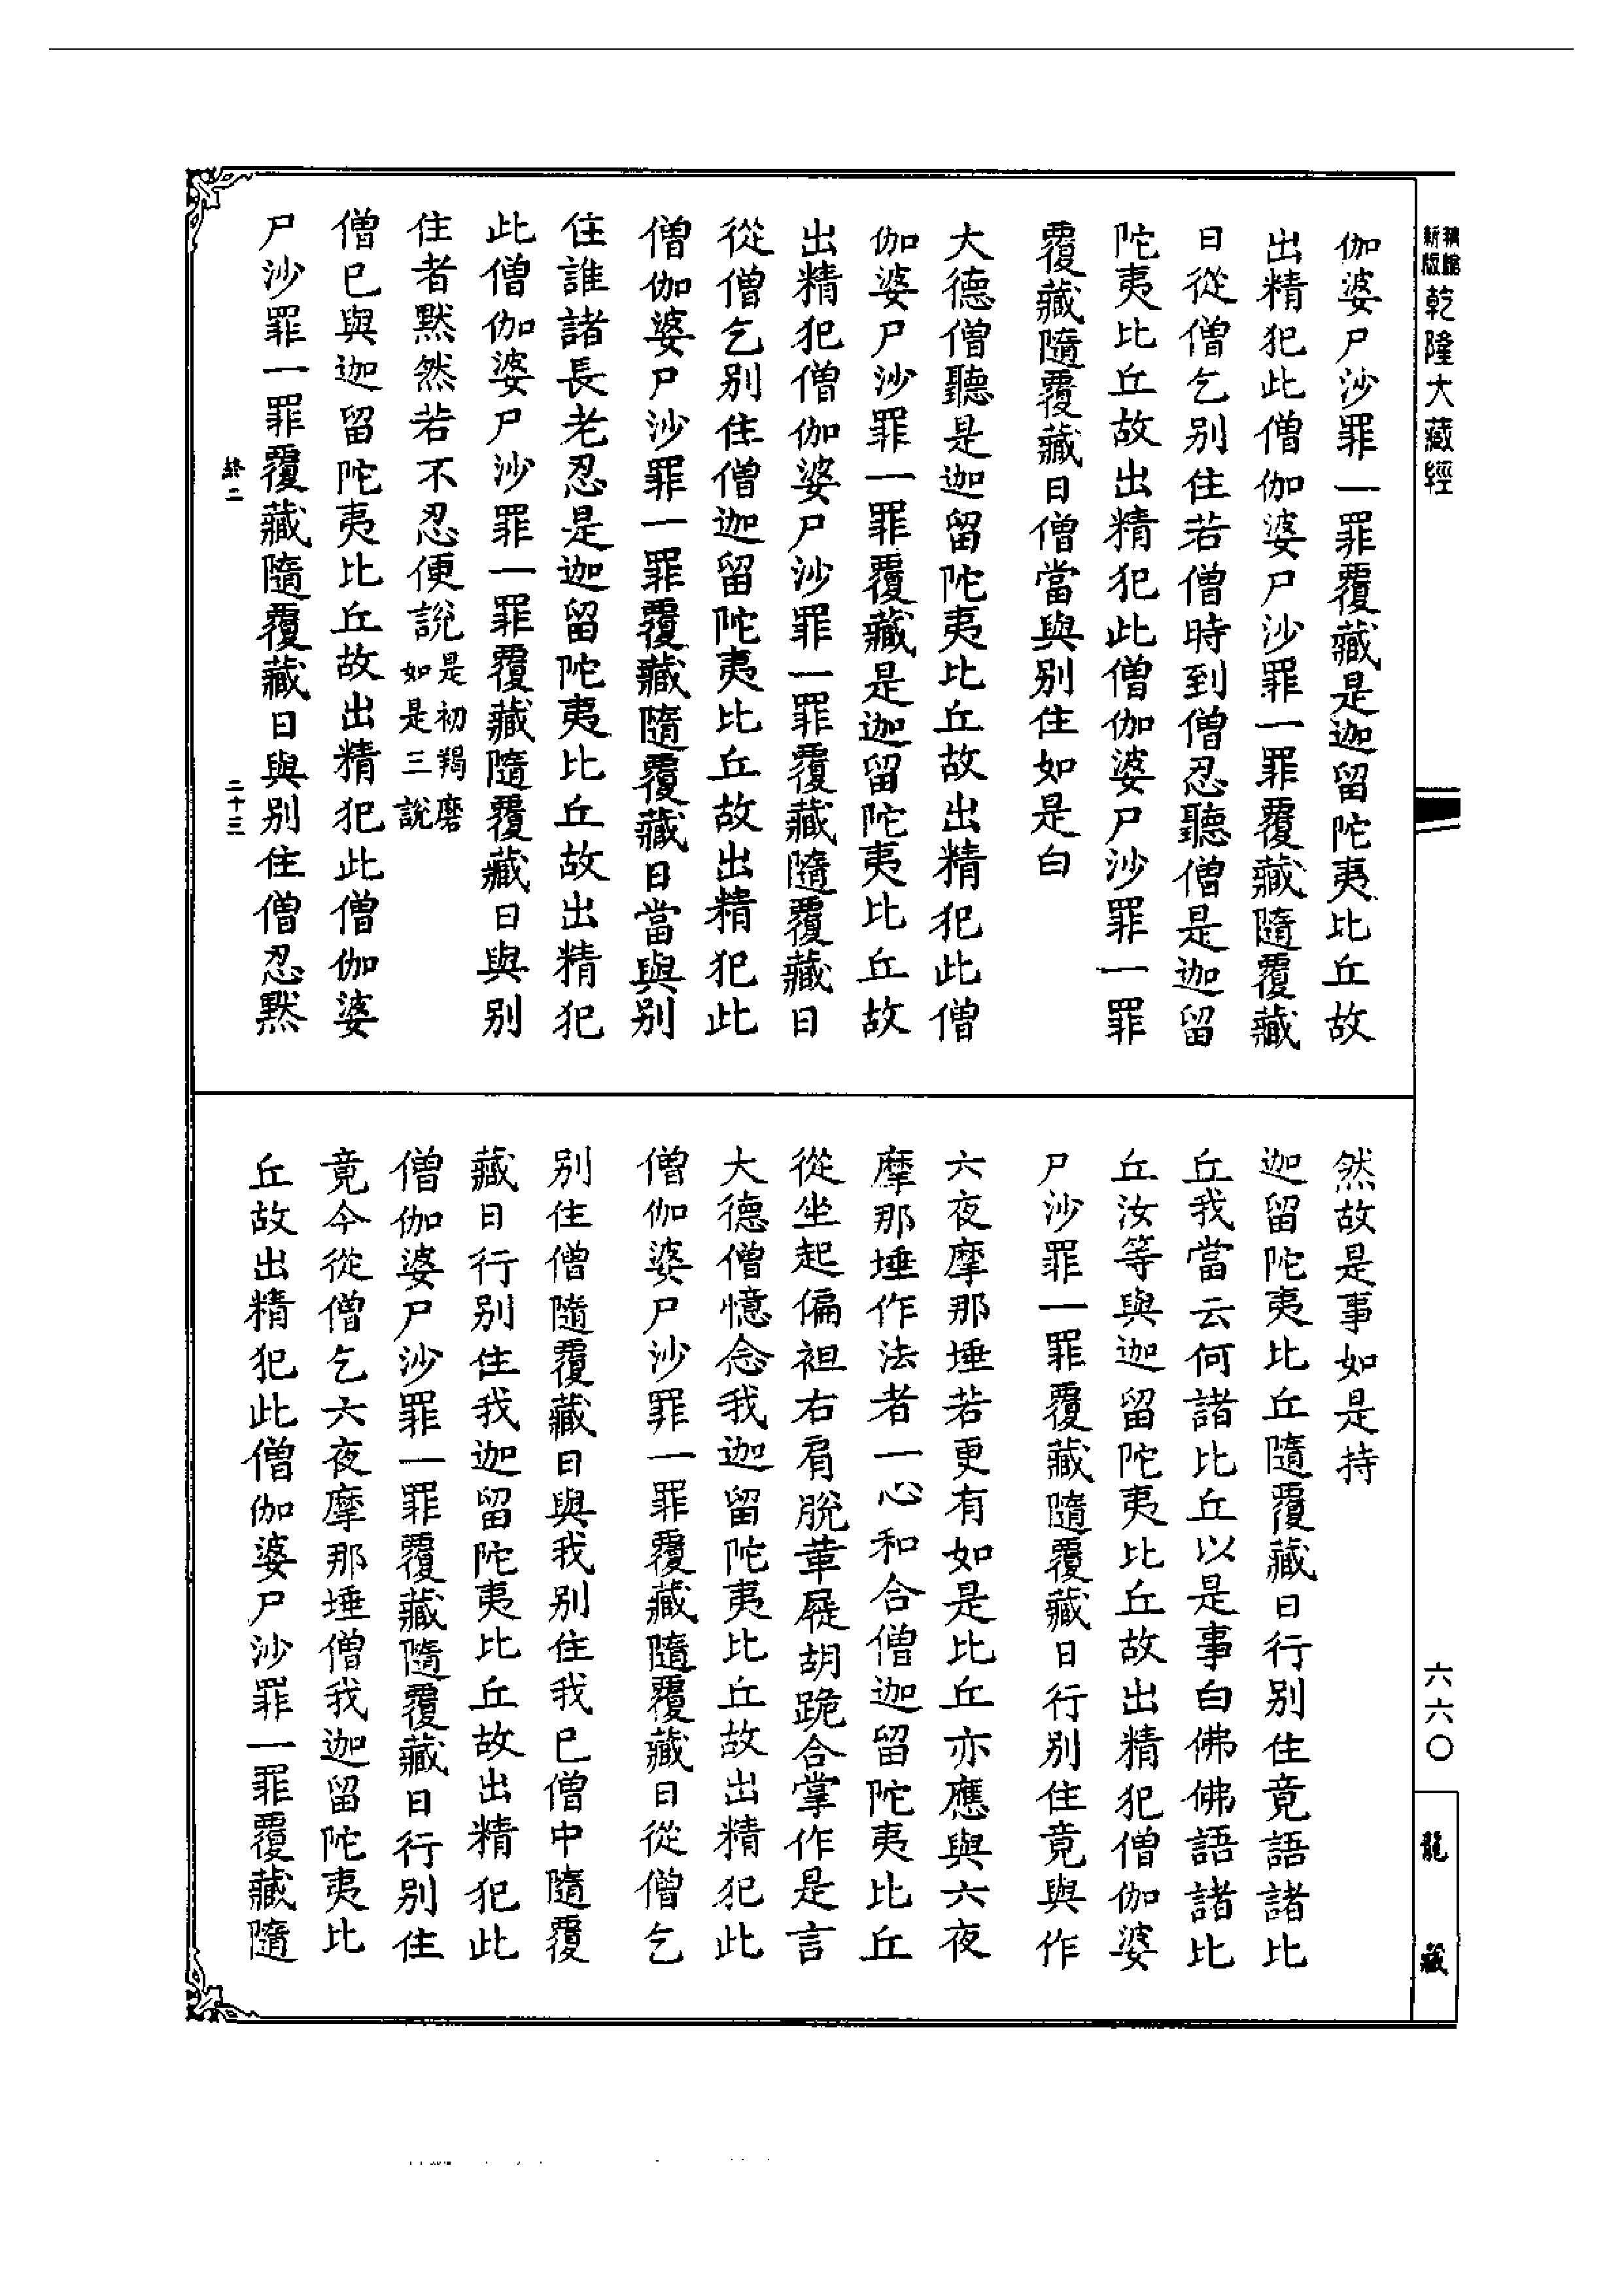 新版
乾隆大藏經
六六〇
龍藏
伽婆尸沙罪一罪覆藏是迦留陀夷比丘故
出精犯此僧伽婆尸沙罪一罪覆藏隨覆藏
日從僧乞別住若僧時到僧忍聽僧是迦留
陀夷比丘故出精犯此僧伽婆尸沙罪一罪
覆藏隨覆藏日僧當與別住如是白
大德僧聽是迦留陀夷比丘故出精犯此僧
伽婆尸沙罪一罪覆藏是迦留陀夷比丘故
出精犯僧伽婆尸沙罪一罪覆藏隨覆藏日
從僧乞別住僧迦留陀夷比丘故出精犯此
僧伽婆尸沙罪一罪覆藏隨覆藏日當與別
住誰諸長老忍是迦留陀夷比丘故出精犯
此僧伽婆尸沙罪一罪覆藏隨覆藏日與別
住者默然若不忍便說是初羯磨如是三說
僧已與迦留陀夷比丘故出精犯此僧伽婆
尸沙罪一罪覆藏隨覆藏日與別住僧忍默
終二
二十三
然故是事如是持
迦留陀夷比丘隨覆藏日行別住竟語諸比
丘我當云何諸比丘以是事白佛佛語諸比
丘汝等與迦留陀夷比丘故出精犯僧伽婆
尸沙罪一罪覆藏隨覆藏日行別住竟與作
六夜摩那埵若更有如是比丘亦應與六夜
摩那埵作法者一心和合僧迦留陀夷比丘
從坐起偏袒右肩脫革屣胡跪合掌作是言
大德僧憶念我迦留陀夷比丘故出精犯此
僧伽婆尸沙罪一罪覆藏隨覆藏日從僧乞
別住僧隨覆藏日與我別住我已僧中隨覆
藏日行別住我迦留陀夷比丘故出精犯此
僧伽婆尸沙罪一罪覆藏隨覆藏日行別住
竟今從僧乞六夜摩那埵僧我迦留陀夷比
丘故出精犯此僧伽婆尸沙罪一罪覆藏隨